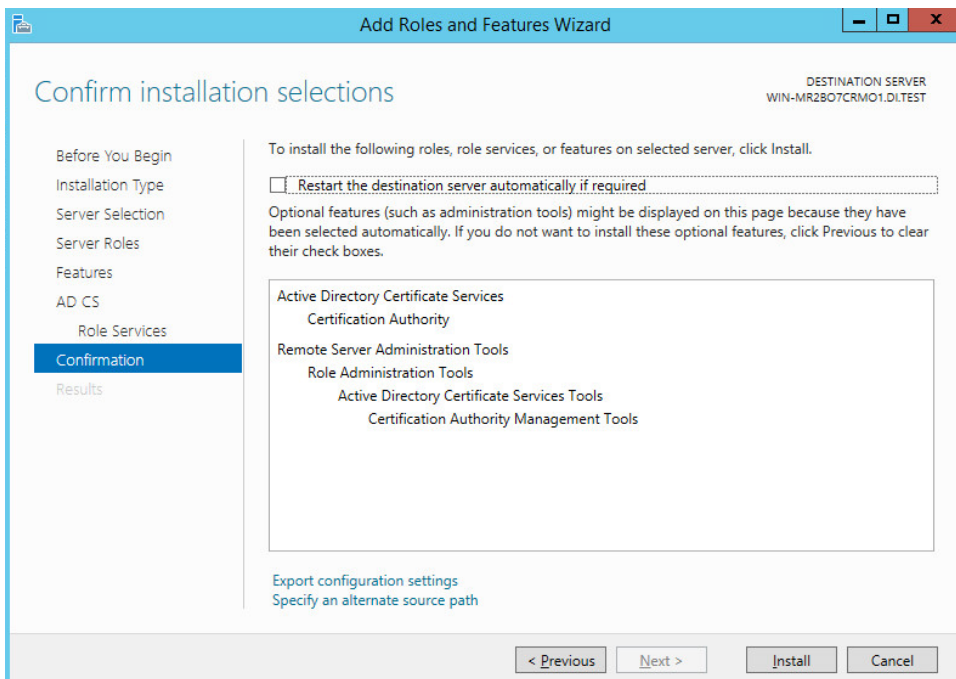 Add Roles and Features Wizard
Confirm installation selections
DESTINATION SERVER
WIN-MR2BO7CRMO1.DI.TEST
Before You Begin
Installation Type
Server Selection
Server Roles
Features
AD CS
Role Services
Confirmation
Results
To install the following roles, role services, or features on selected server, click Install.
Restart the destination server automatically if required
Optional features (such as administration tools) might be displayed on this page because they have
been selected automatically. If you do not want to install these optional features, click Previous to clear
their check boxes.
Active Directory Certificate Services
Certification Authority
Remote Server Administration Tools
Role Administration Tools
Active Directory Certificate Services Tools
Certification Authority Management Tools
Export configuration settings
Specify an alternate source path
< Previous
Next >
Install
Cancel